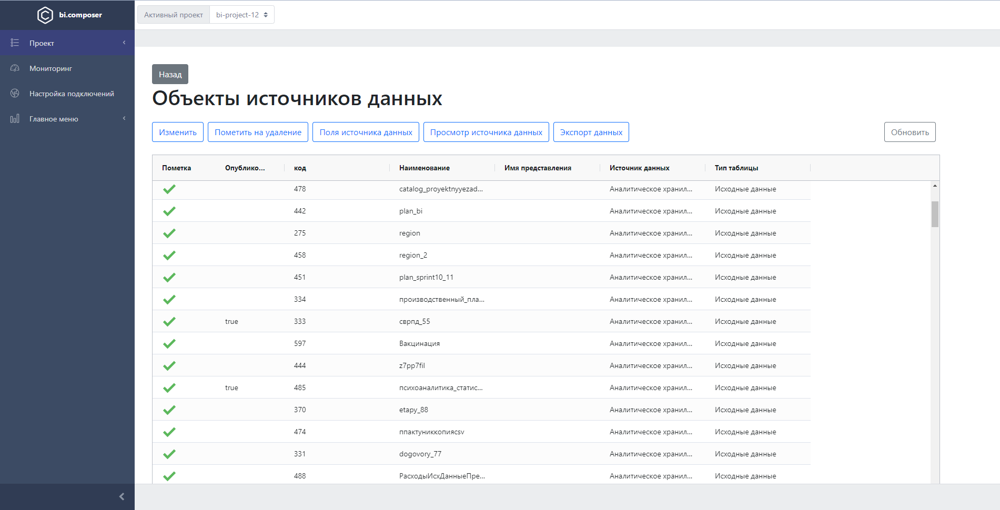 bi.composer
Активный проект bi-project-12
Проект
Мониторинг
Настройка подключений
Главное меню
Назад
Объекты источников данных
Изменить Пометить на удаление Поля источника данных Просмотр источника данных Экспорт данных Обновить
Пометка Опублико... код Наименование Имя представления Источник данных Тип таблицы
478 catalog_proyektnyyezad... Аналитическое хранил... Исходные данные
442 plan_bi Аналитическое хранил... Исходные данные
275 region Аналитическое хранил... Исходные данные
458 region_2 Аналитическое хранил... Исходные данные
451 plan_sprint10_11 Аналитическое хранил... Исходные данные
334 производственный_пла... Аналитическое хранил... Исходные данные
true 333 сврпд_55 Аналитическое хранил... Исходные данные
597 Вакцинация Аналитическое хранил... Исходные данные
444 z7pp7fil Аналитическое хранил... Исходные данные
true 485 психоаналитика_статис... Аналитическое хранил... Исходные данные
370 etapy_88 Аналитическое хранил... Исходные данные
474 ппактуниккопиясsv Аналитическое хранил... Исходные данные
331 dogovory_77 Аналитическое хранил... Исходные данные
488 РасходыИсхДанныеПре... Аналитическое хранил... Исходные данные